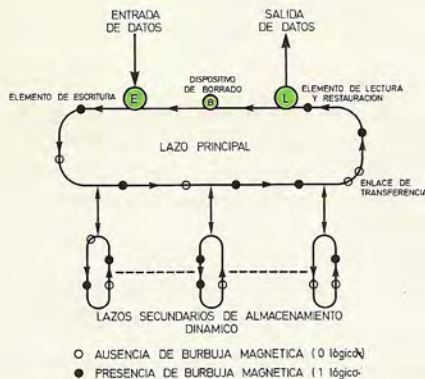 ENTRADA
DE DATOS
SALIDA
DE DATOS
DISPOSITIVO
DE BORRADO
ELEMENTO DE ESCRITURA
E
B
L
ELEMENTO DE LECTURA
Y RESTAURACION
LAZO PRINCIPAL
ENLACE DE
TRANSFERENCIA
LAZOS SECUNDARIOS DE ALMACENAMIENTO
DINAMICO
AUSENCIA DE BURBUJA MAGNETICA (0 lógico)
PRESENCIA DE BURBUJA MAGNETICA (1 lógico)